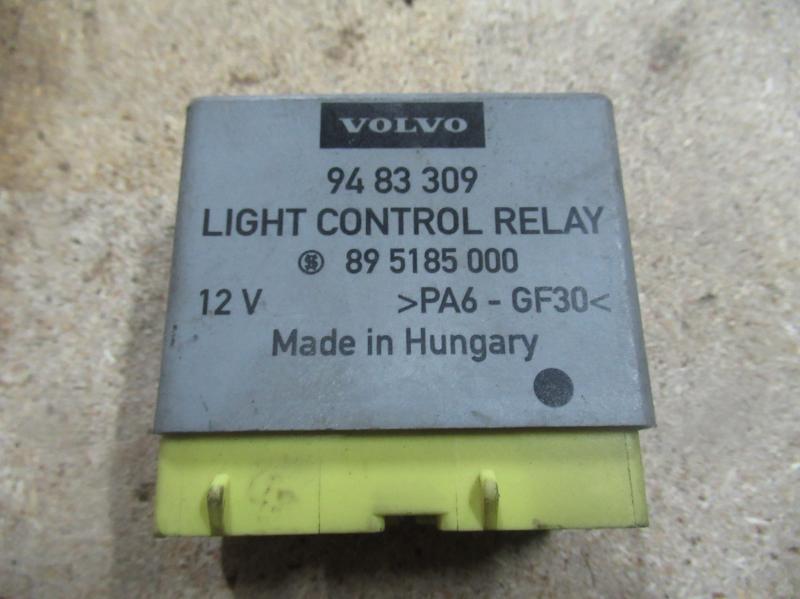 VOLVO
94 83 309
LIGHT CONTROL RELAY
89 5185 000
12 V >PA6 - GF30<
Made in Hungary